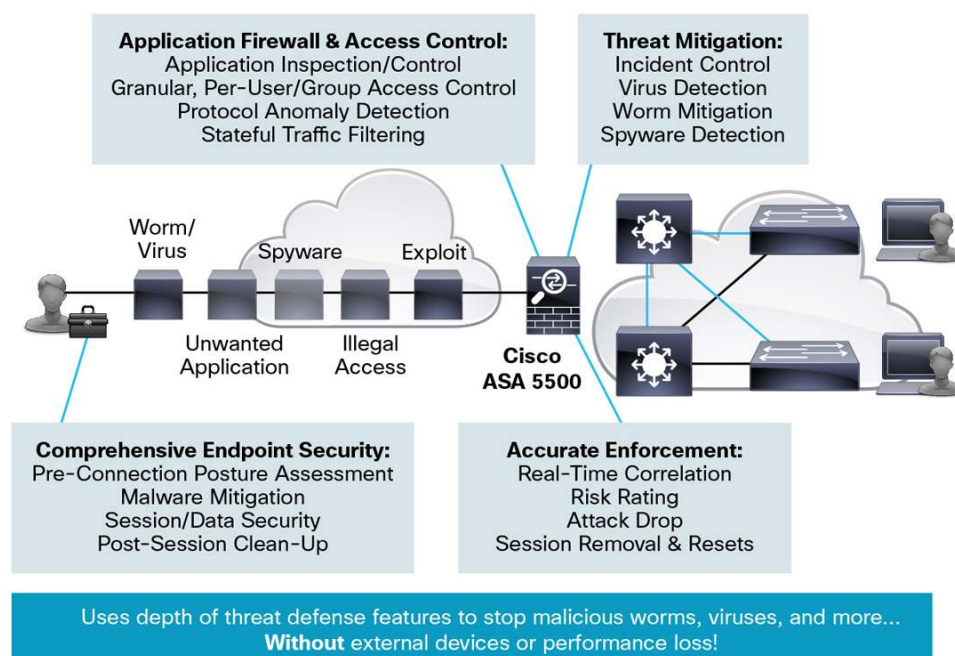 Application Firewall & Access Control:
Application Inspection/Control
Granular, Per-User/Group Access Control
Protocol Anomaly Detection
Stateful Traffic Filtering
Threat Mitigation:
Incident Control
Virus Detection
Worm Mitigation
Spyware Detection
Worm/
Virus
Spyware
Exploit
Unwanted
Application
Illegal
Access
Cisco
ASA 5500
Comprehensive Endpoint Security:
Pre-Connection Posture Assessment
Malware Mitigation
Session/Data Security
Post-Session Clean-Up
Accurate Enforcement:
Real-Time Correlation
Risk Rating
Attack Drop
Session Removal & Resets
Uses depth of threat defense features to stop malicious worms, viruses, and more...
Without external devices or performance loss!